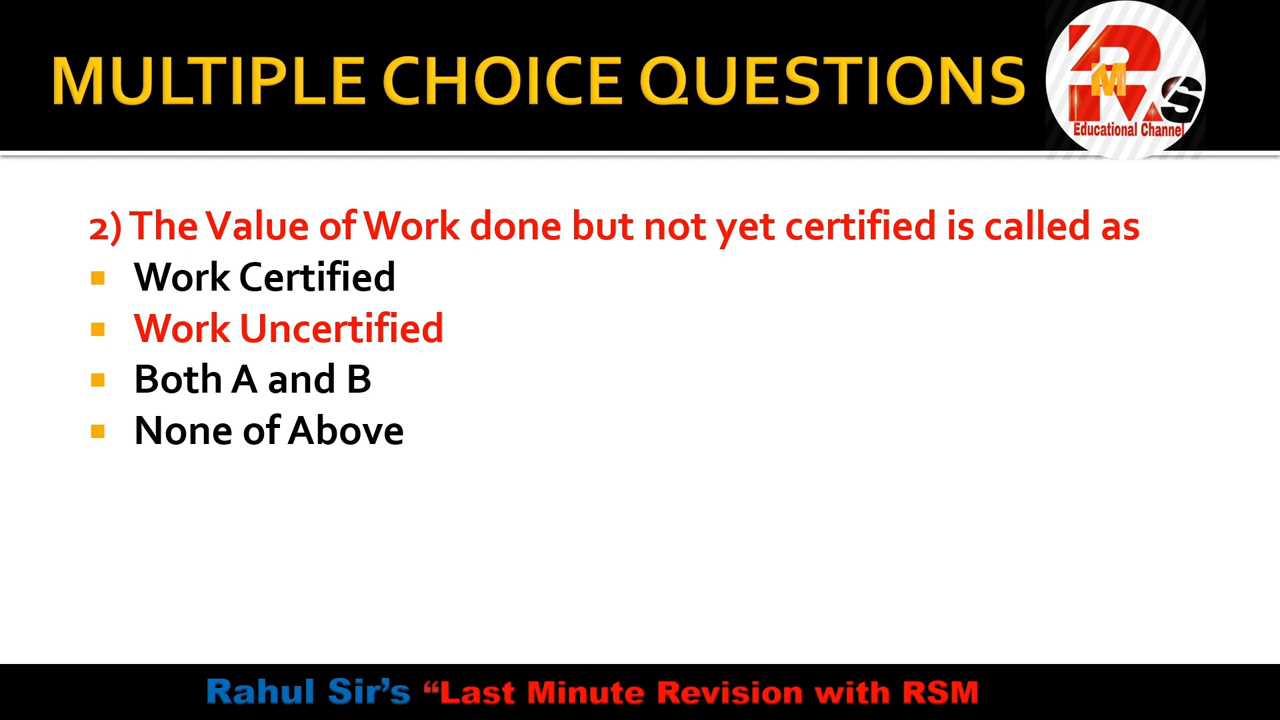 MULTIPLE CHOICE QUESTIONS
RMS
Educational Channel
2) The Value of Work done but not yet certified is called as
Work Certified
Work Uncertified
Both A and B
None of Above
Rahul Sir's “Last Minute Revision with RSM